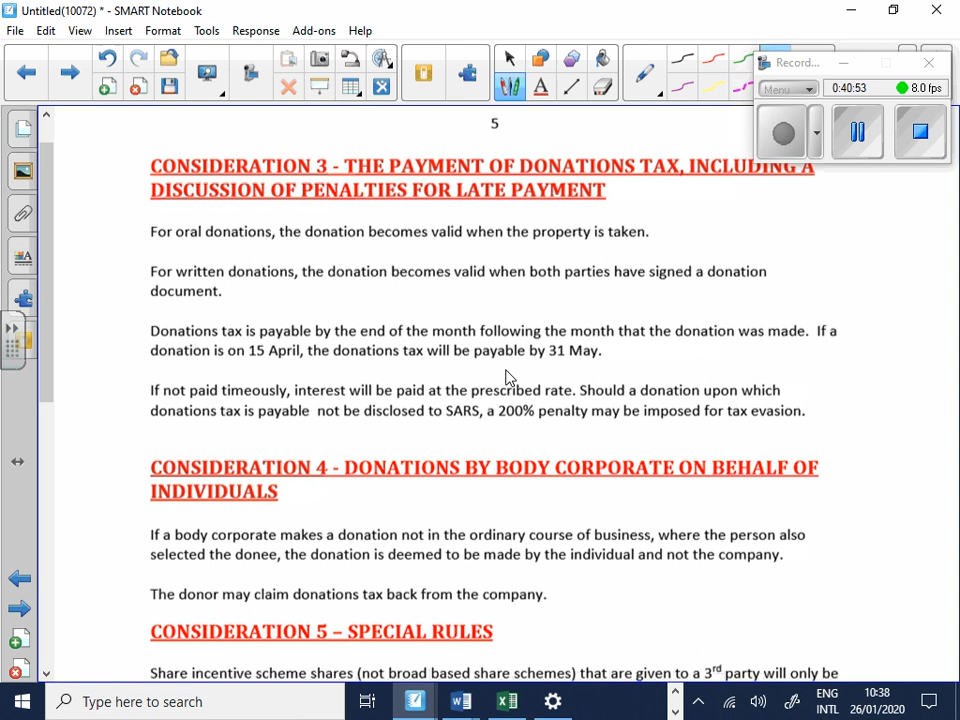 Untitled(10072) * - SMART Notebook
File Edit View Insert Format Tools Response Add-ons Help
Record...
Menu 0:40:53 8.0 fps
5
CONSIDERATION 3 - THE PAYMENT OF DONATIONS TAX, INCLUDING A
DISCUSSION OF PENALTIES FOR LATE PAYMENT
For oral donations, the donation becomes valid when the property is taken.
For written donations, the donation becomes valid when both parties have signed a donation
document.
Donations tax is payable by the end of the month following the month that the donation was made. If a
donation is on 15 April, the donations tax will be payable by 31 May.
If not paid timeously, interest will be paid at the prescribed rate. Should a donation upon which
donations tax is payable not be disclosed to SARS, a 200% penalty may be imposed for tax evasion.
CONSIDERATION 4 - DONATIONS BY BODY CORPORATE ON BEHALF OF
INDIVIDUALS
If a body corporate makes a donation not in the ordinary course of business, where the person also
selected the donee, the donation is deemed to be made by the individual and not the company.
The donor may claim donations tax back from the company.
CONSIDERATION 5 – SPECIAL RULES
Share incentive scheme shares (not broad based share schemes) that are given to a 3rd party will only be
Type here to search
ENG
INTL
10:38
26/01/2020